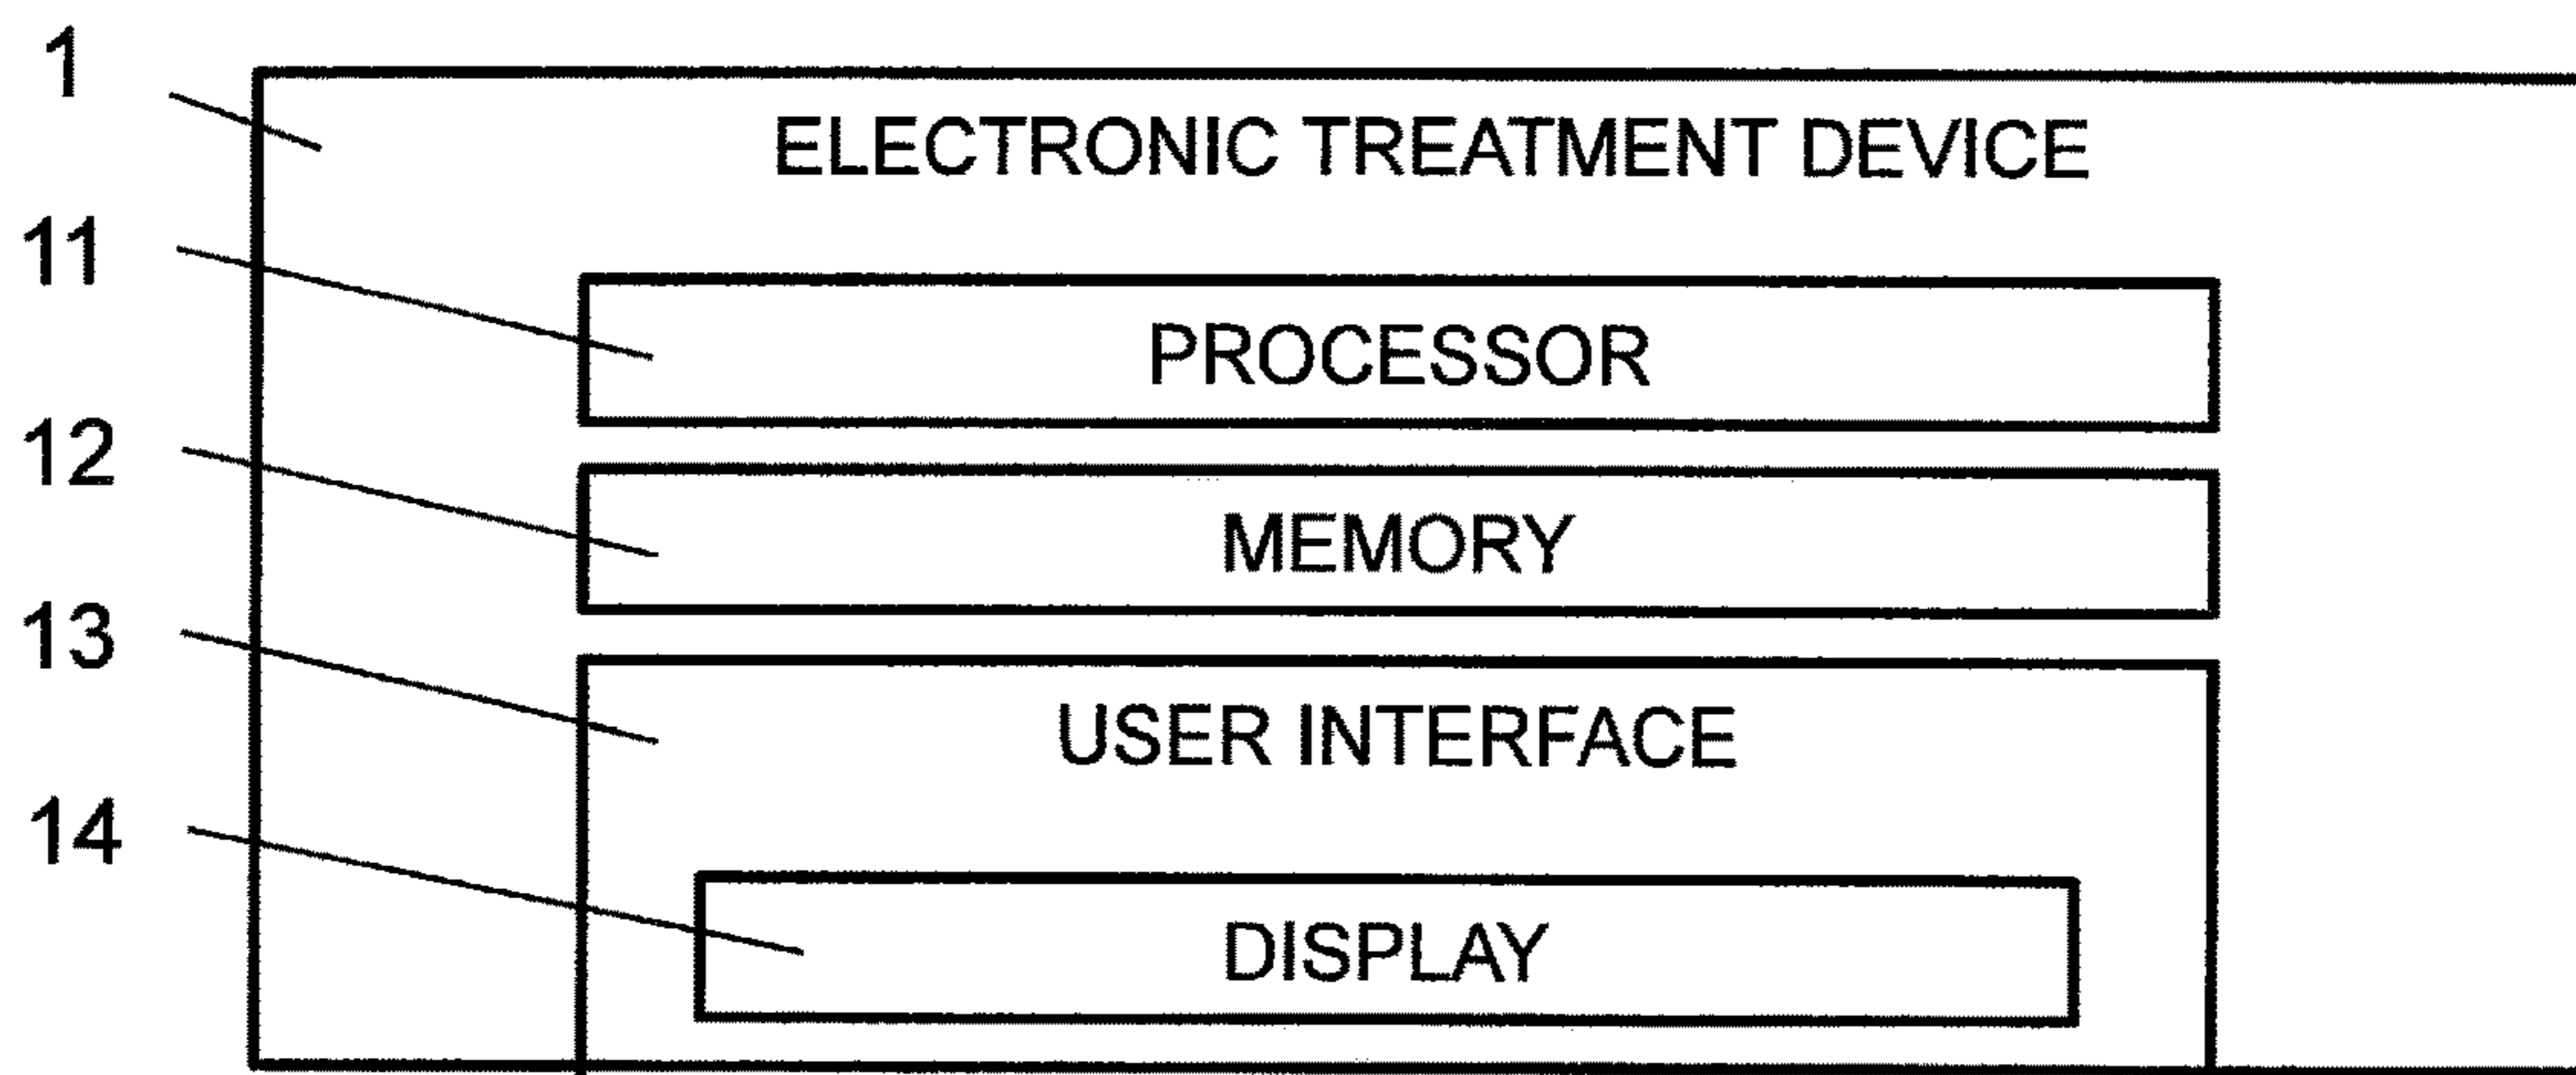 1
ELECTRONIC TREATMENT DEVICE
11
PROCESSOR
12
MEMORY
13
USER INTERFACE
14
DISPLAY